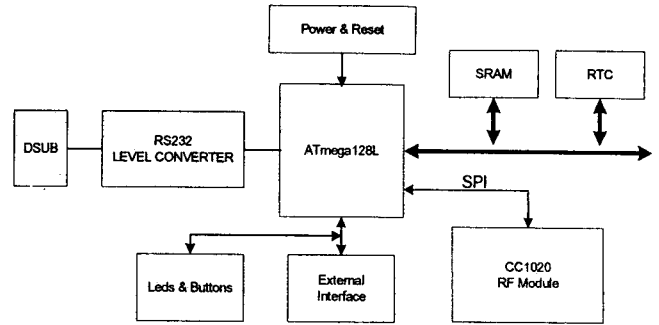 Power & Reset
SRAM
RTC
DSUB
RS232
LEVEL CONVERTER
ATmega128L
SPI
Leds & Buttons
External
Interface
CC1020
RF Module